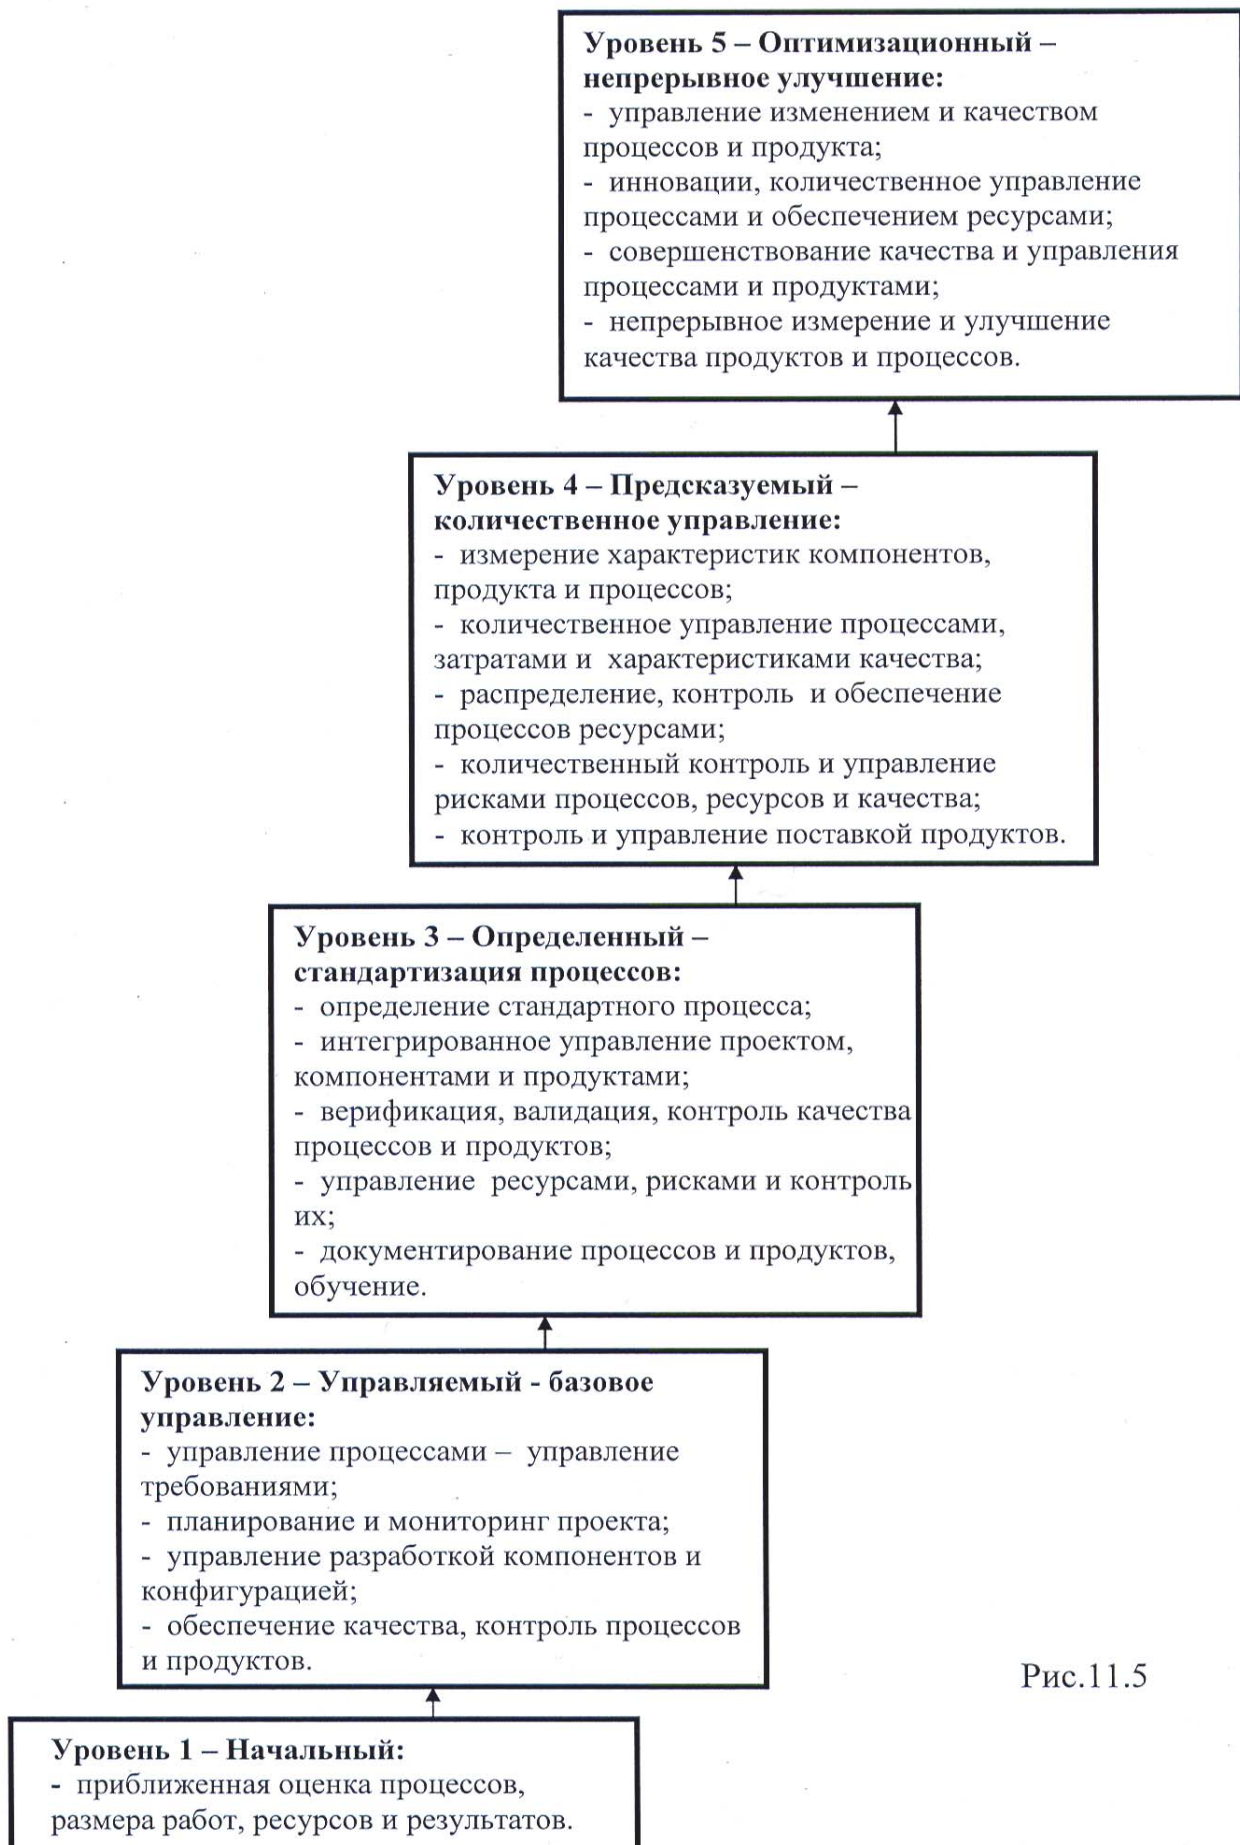 Уровень 5 – Оптимизационный –
непрерывное улучшение:
- управление изменением и качеством
процессов и продукта;
- инновации, количественное управление
процессами и обеспечением ресурсами;
- совершенствование качества и управления
процессами и продуктами;
- непрерывное измерение и улучшение
качества продуктов и процессов.
Уровень 4 – Предсказуемый –
количественное управление:
- измерение характеристик компонентов,
продукта и процессов;
- количественное управление процессами,
затратами и характеристиками качества;
- распределение, контроль и обеспечение
процессов ресурсами;
- количественный контроль и управление
рисками процессов, ресурсов и качества;
- контроль и управление поставкой продуктов.
Уровень 3 – Определенный –
стандартизация процессов:
- определение стандартного процесса;
- интегрированное управление проектом,
компонентами и продуктами;
- верификация, валидация, контроль качества
процессов и продуктов;
- управление ресурсами, рисками и контроль
их;
- документирование процессов и продуктов,
обучение.
Уровень 2 – Управляемый - базовое
управление:
- управление процессами – управление
требованиями;
- планирование и мониторинг проекта;
- управление разработкой компонентов и
конфигурацией;
- обеспечение качества, контроль процессов
и продуктов.
Рис.11.5
Уровень 1 – Начальный:
- приближенная оценка процессов,
размера работ, ресурсов и результатов.